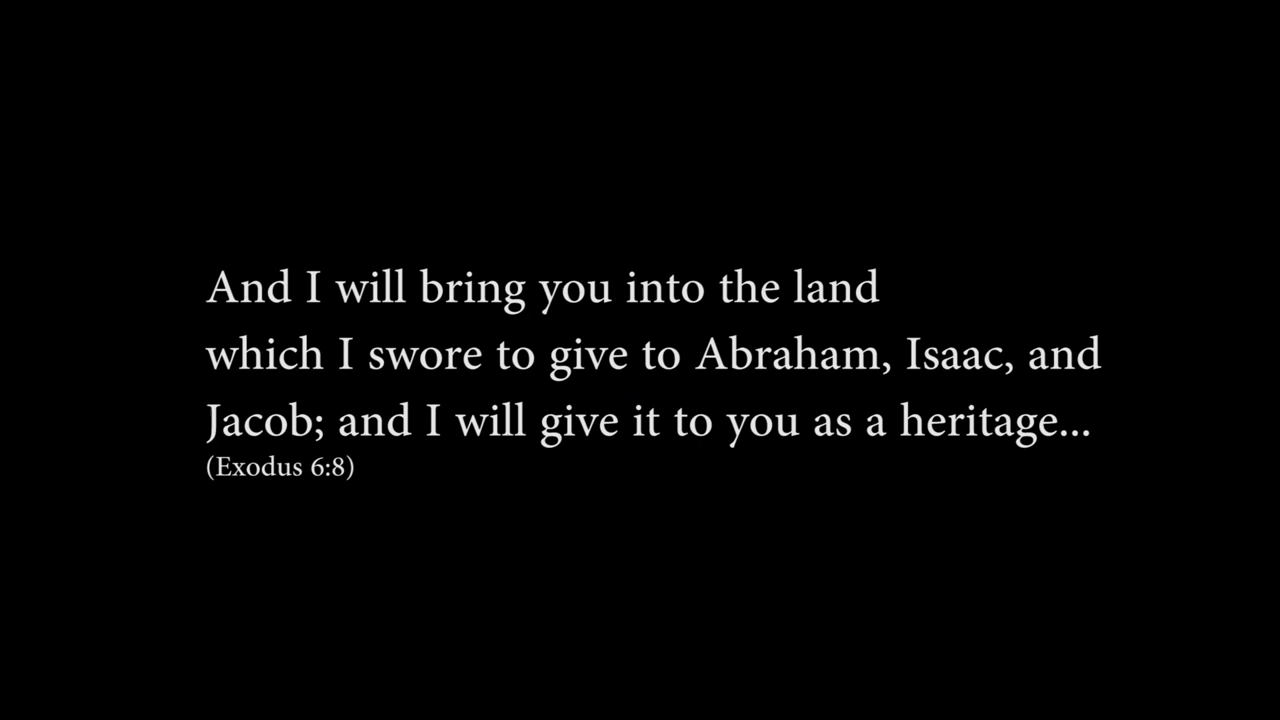 And I will bring you into the land
which I swore to give to Abraham, Isaac, and
Jacob; and I will give it to you as a heritage...
(Exodus 6:8)